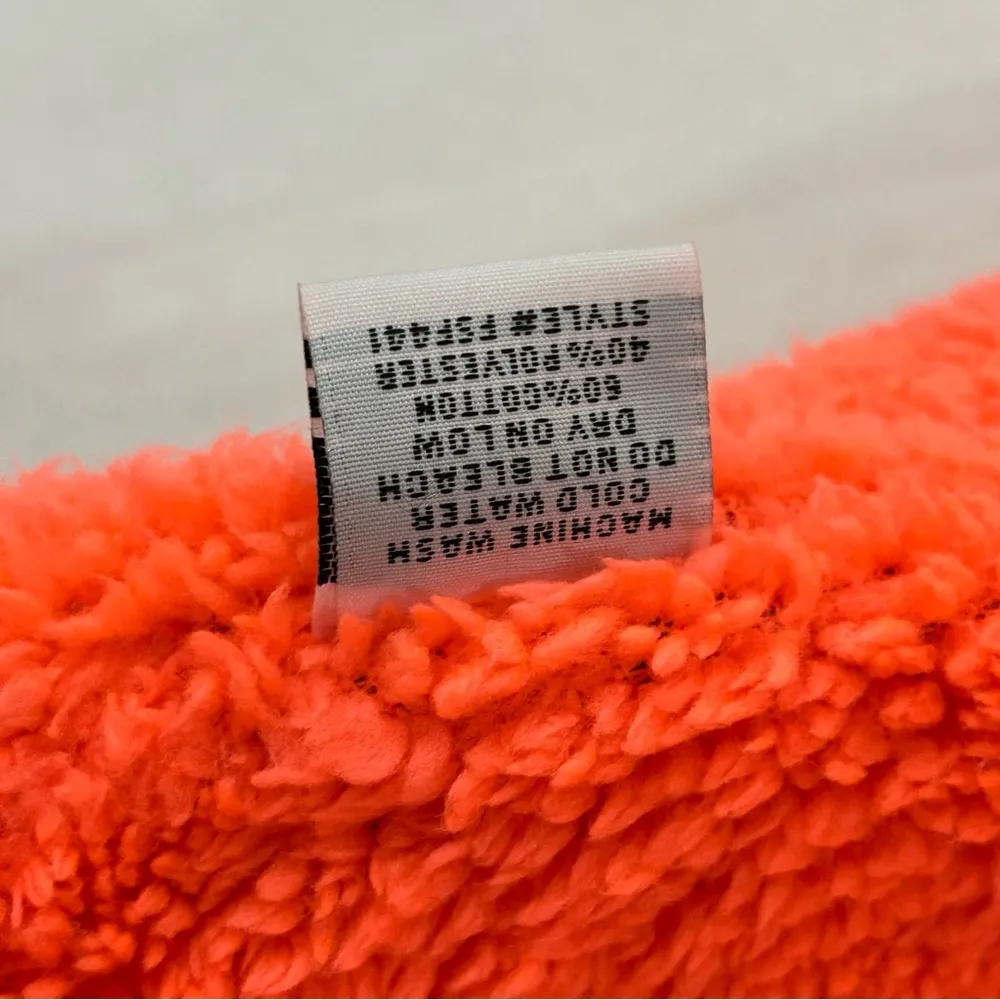 MACHINE WASH
COLD WATER
DO NOT BLEACH
DRY ON LOW
60%COTTON
40% POLYESTER
STYLE# FSF441